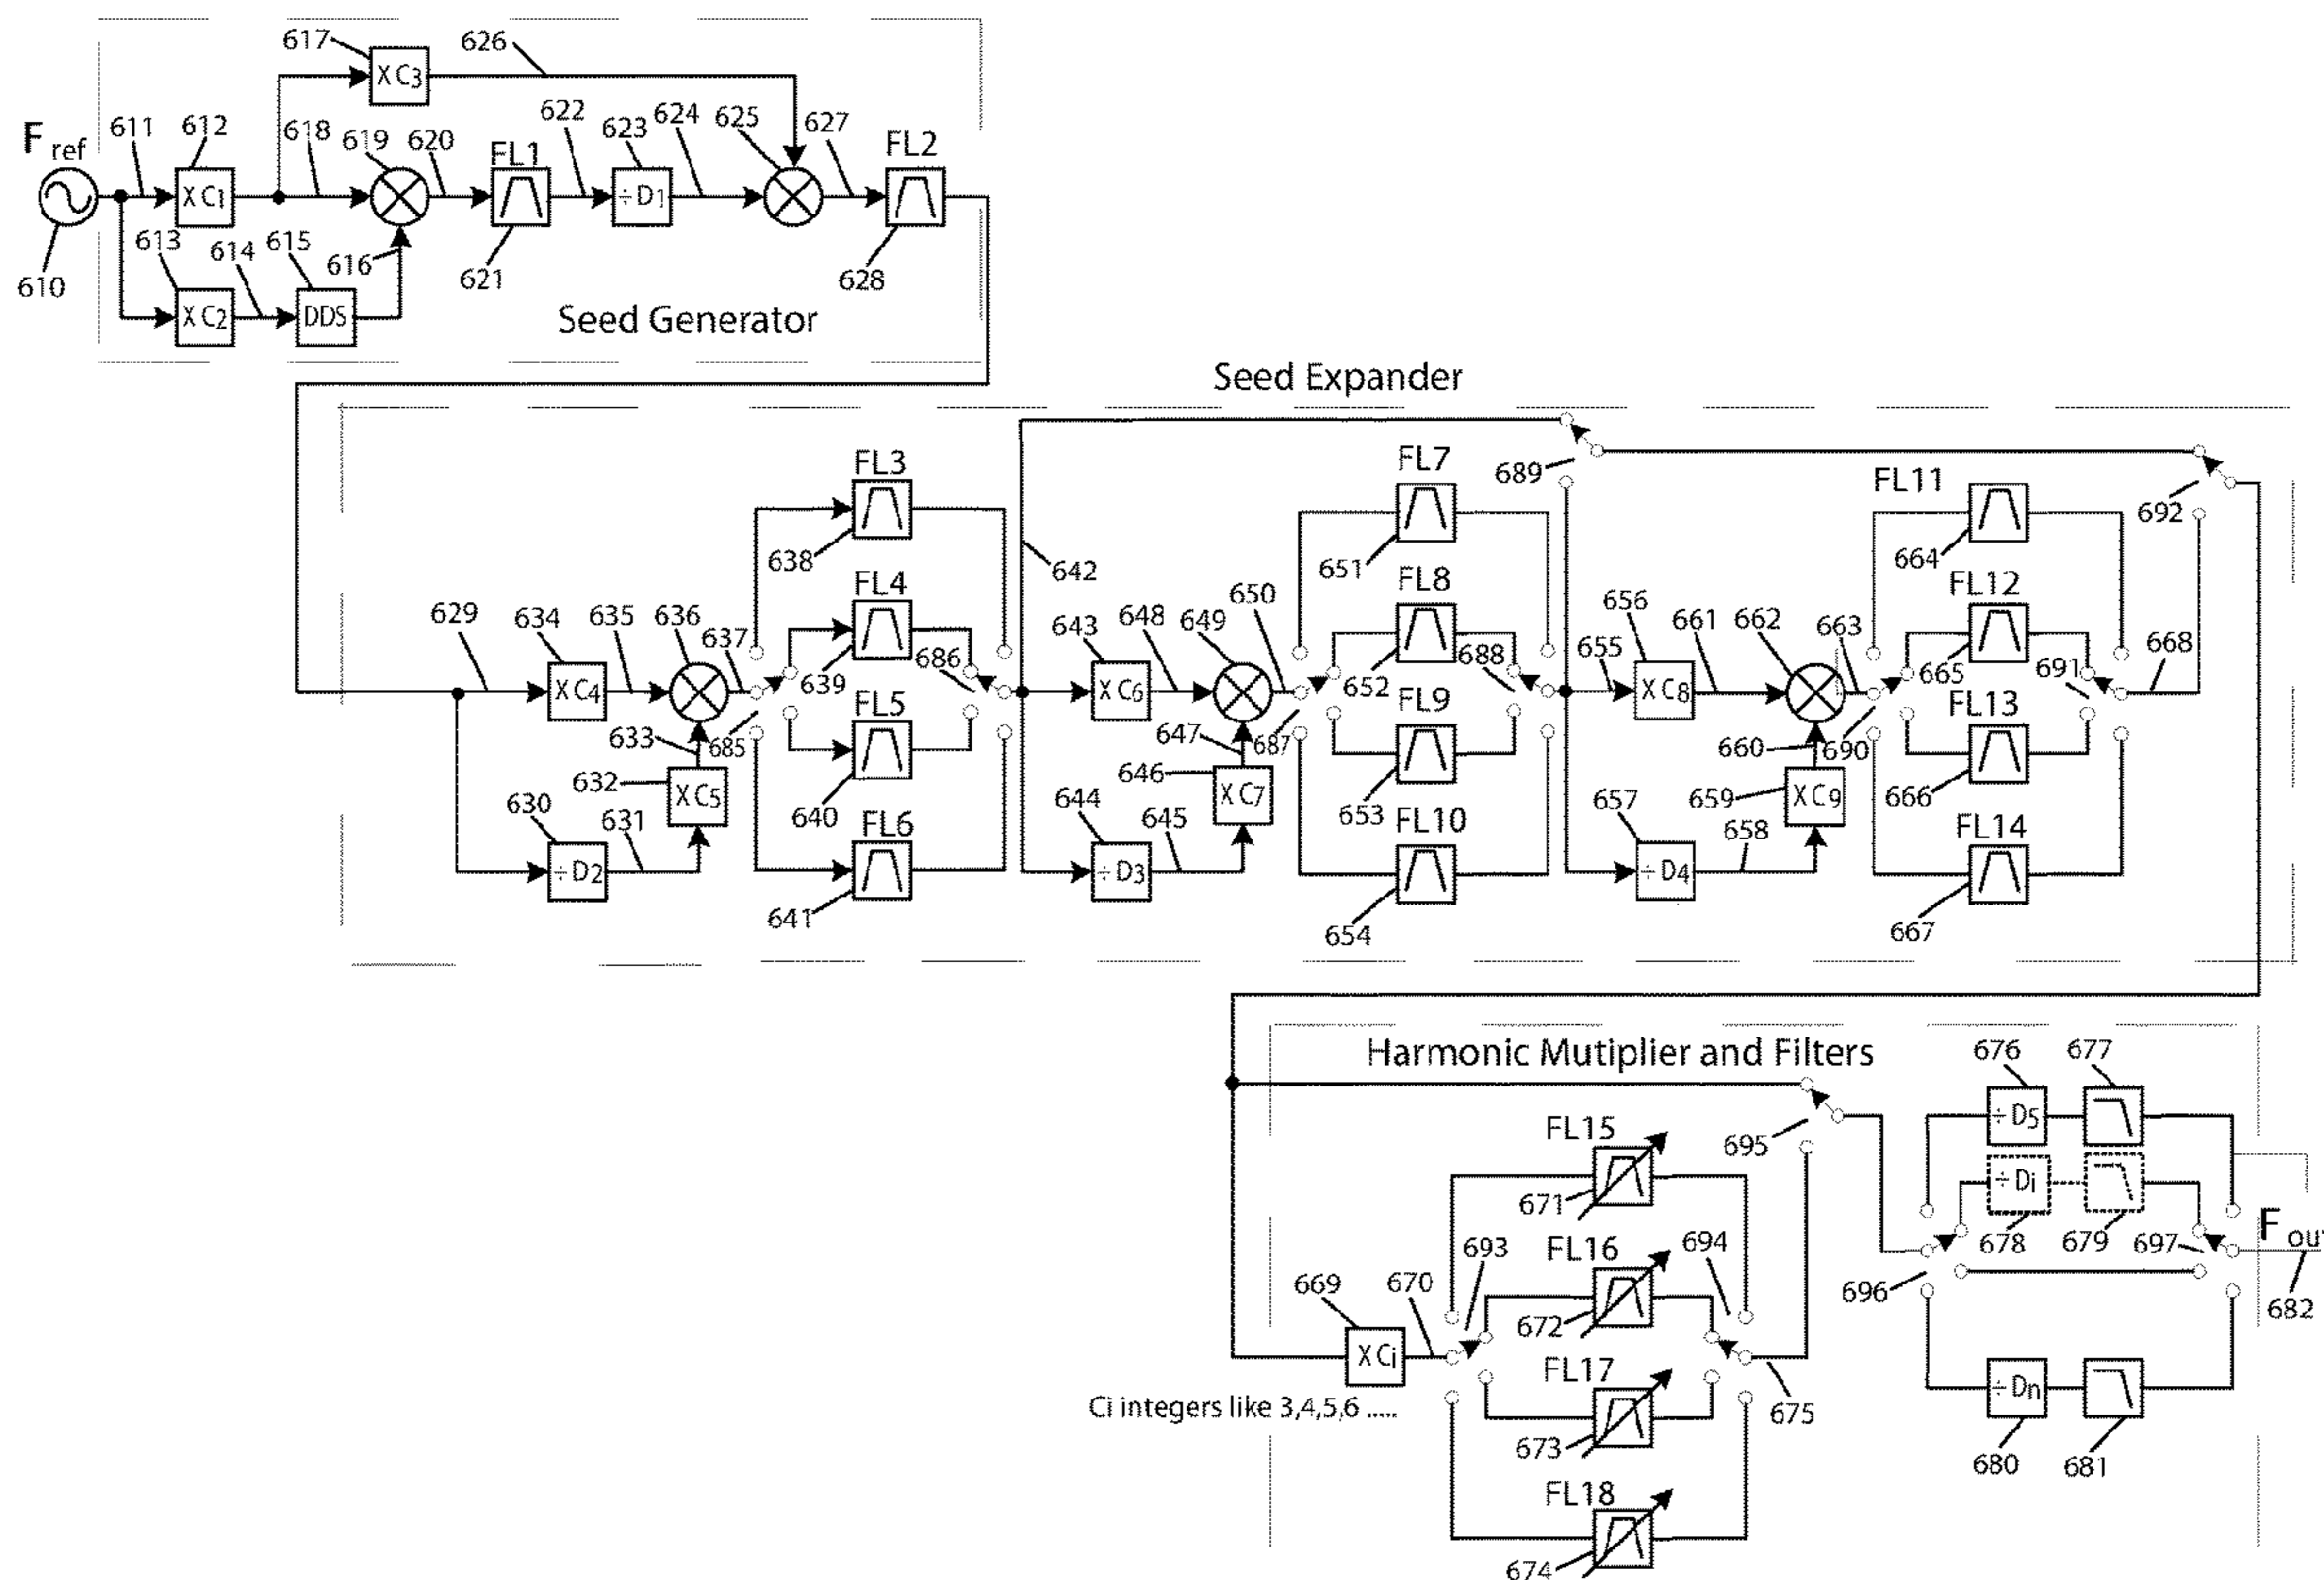 617
626
X C3
F ref
611
612
618
619
620
FL1
622
623
624
625
627
FL2
X C1
÷D1
610
613
614
615
616
621
628
X C2
DDS
Seed Generator
Seed Expander
FL3
638
642
FL7
651
689
FL11
664
692
629
634
635
636
637
FL4
639
686
X C4
633
685
632
X C5
FL5
640
630
631
÷D2
FL6
641
643
648
649
650
FL8
652
688
X C6
647
687
646
X C7
FL9
653
644
645
÷D3
FL10
654
655
656
661
662
663
FL12
665
691
668
X C8
660
690
659
X C9
FL13
666
657
658
÷D4
FL14
667
Harmonic Mutiplier and Filters
676
677
÷D5
FL15
671
695
÷Di
678
679
697
F out
696
682
693
694
FL16
672
669
670
X Ci
Ci integers like 3,4,5,6 .....
FL17
673
675
÷Dn
680
681
FL18
674